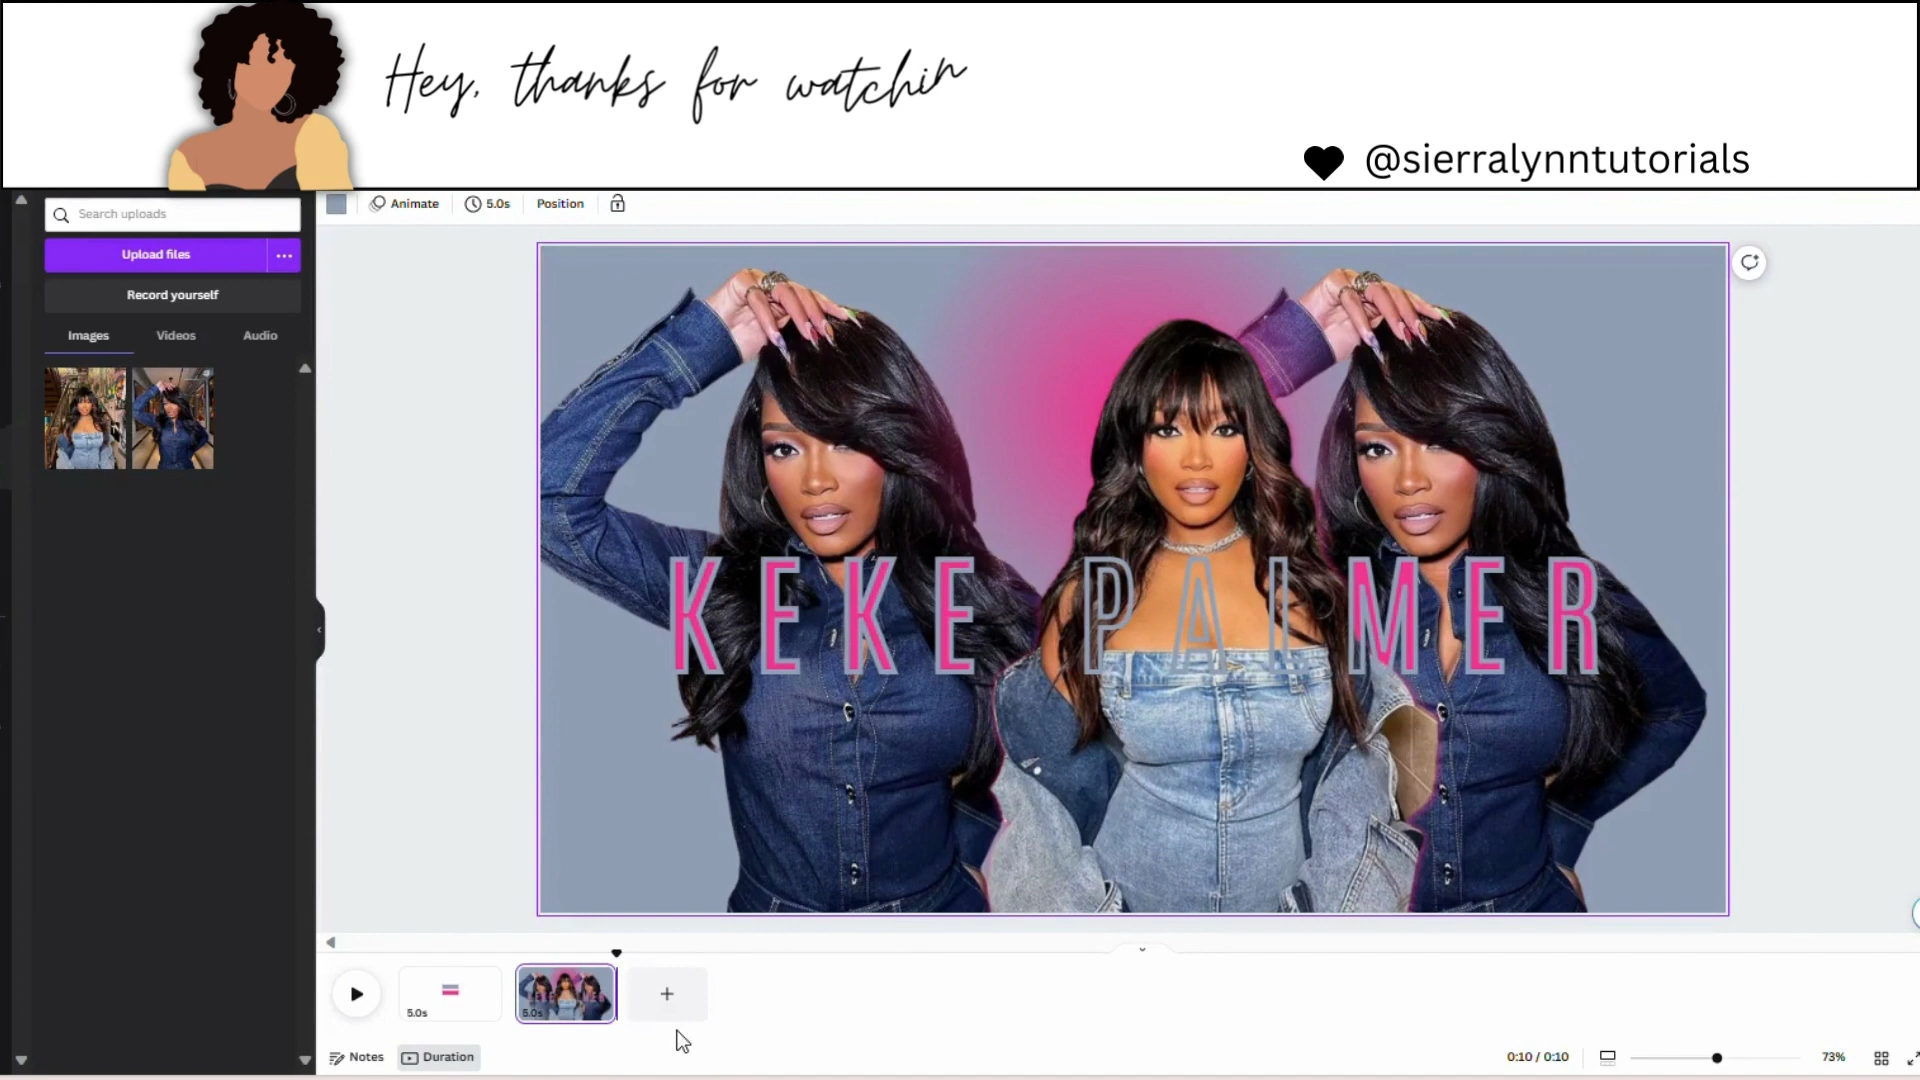 Hey, thanks for watchin
@sierralynntutorials
Search uploads
Animate
5.0s
Position
Upload files
Record yourself
Images
Videos
Audio
KEKE PALMER
5.0s
5.0s
Notes
Duration
0:10 / 0:10
73%